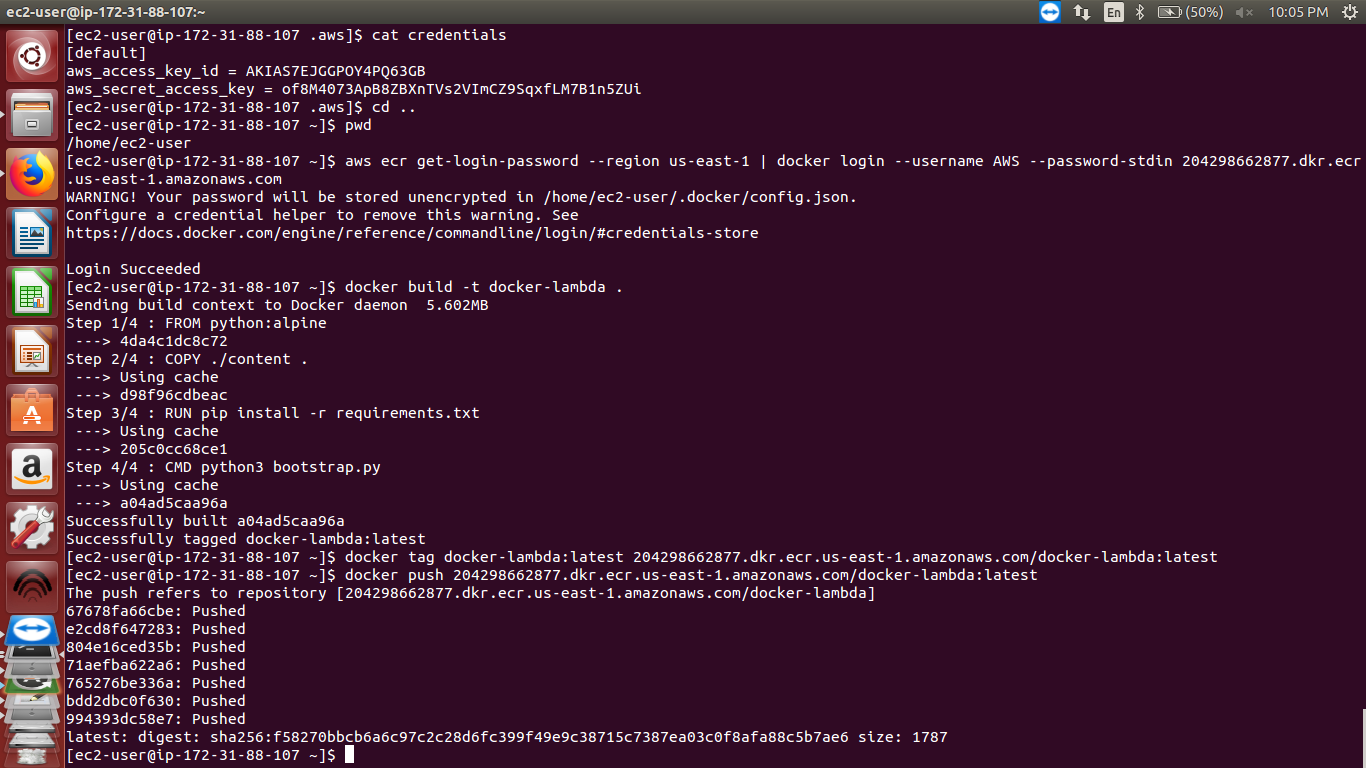 ec2-user@ip-172-31-88-107:~
En
(50%)
10:05 PM
[ec2-user@ip-172-31-88-107 .aws]$ cat credentials
[default]
aws_access_key_id = AKIAS7EJGGPOY4PQ63GB
aws_secret_access_key = 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
[ec2-user@ip-172-31-88-107 .aws]$ cd ..
[ec2-user@ip-172-31-88-107 ~]$ pwd
/home/ec2-user
[ec2-user@ip-172-31-88-107 ~]$ aws ecr get-login-password --region us-east-1 | docker login --username AWS --password-stdin 204298662877.dkr.ecr
.us-east-1.amazonaws.com
WARNING! Your password will be stored unencrypted in /home/ec2-user/.docker/config.json.
Configure a credential helper to remove this warning. See
https://docs.docker.com/engine/reference/commandline/login/#credentials-store
Login Succeeded
[ec2-user@ip-172-31-88-107 ~]$ docker build -t docker-lambda .
Sending build context to Docker daemon  5.602MB
Step 1/4 : FROM python:alpine
 ---> 4da4c1dc8c72
Step 2/4 : COPY ./content .
 ---> Using cache
 ---> d98f96cdbeac
Step 3/4 : RUN pip install -r requirements.txt
 ---> Using cache
 ---> 205c0cc68ce1
Step 4/4 : CMD python3 bootstrap.py
 ---> Using cache
 ---> a04ad5caa96a
Successfully built a04ad5caa96a
Successfully tagged docker-lambda:latest
[ec2-user@ip-172-31-88-107 ~]$ docker tag docker-lambda:latest 204298662877.dkr.ecr.us-east-1.amazonaws.com/docker-lambda:latest
[ec2-user@ip-172-31-88-107 ~]$ docker push 204298662877.dkr.ecr.us-east-1.amazonaws.com/docker-lambda:latest
The push refers to repository [204298662877.dkr.ecr.us-east-1.amazonaws.com/docker-lambda]
67678fa66cbe: Pushed
e2cd8f647283: Pushed
804e16ced35b: Pushed
71aefba622a6: Pushed
765276be336a: Pushed
bdd2dbc0f630: Pushed
994393dc58e7: Pushed
latest: digest: sha256:f58270bbcb6a6c97c2c28d6fc399f49e9c38715c7387ea03c0f8afa88c5b7ae6 size: 1787
[ec2-user@ip-172-31-88-107 ~]$